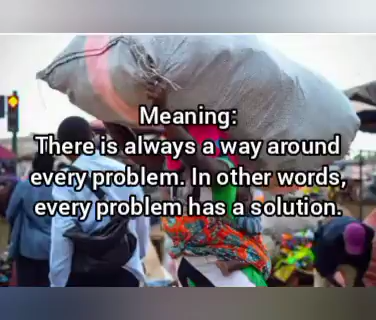 Meaning:
There is always a way around
every problem. In other words,
every problem has a solution.